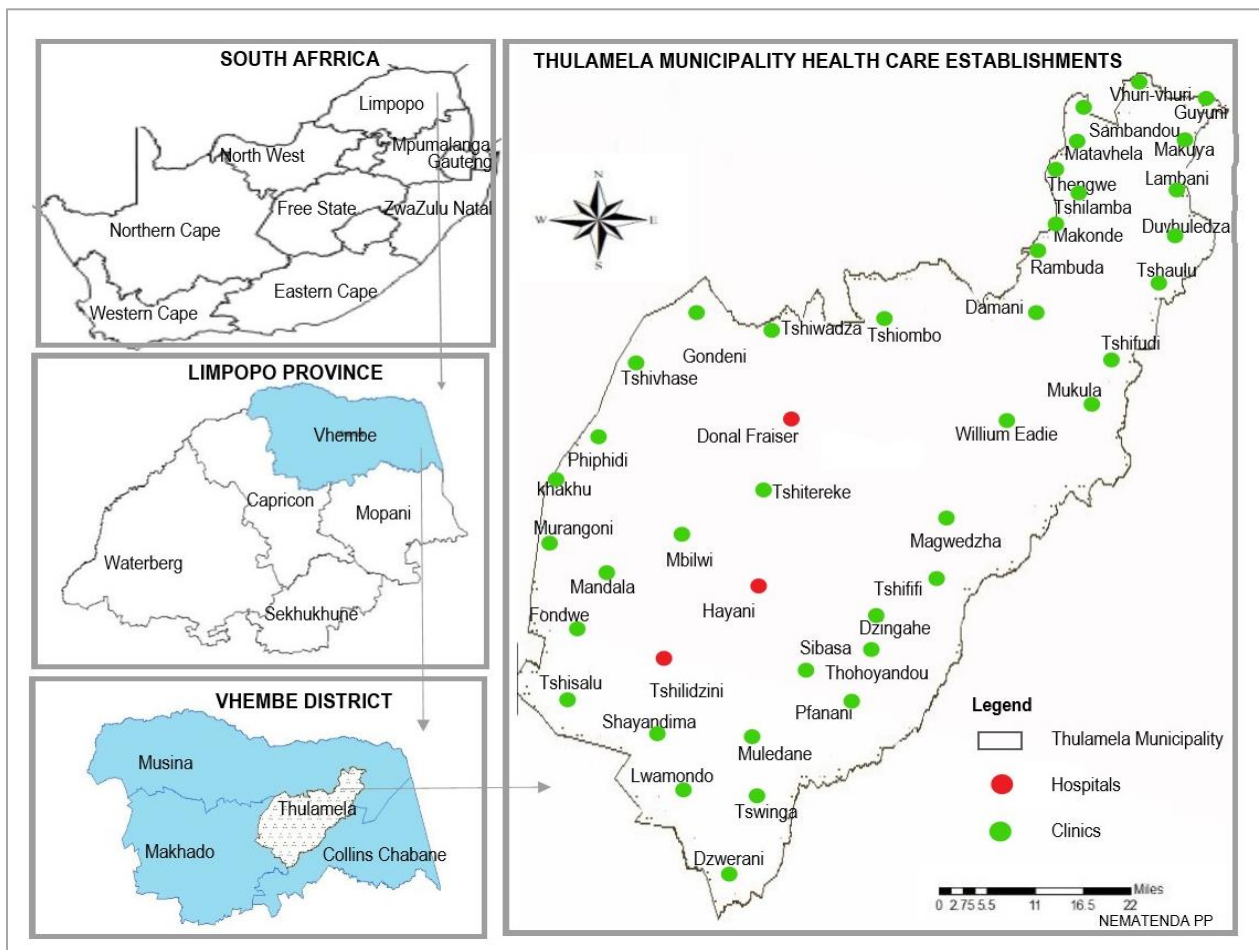 SOUTH AFRRICA
Limpopo
Mpumalanga
Gauteng
North West
Free State
ZwaZulu Natal
Northern Cape
Eastern Cape
Western Cape
LIMPOPO PROVINCE
Vhembe
Capricon
Mopani
Waterberg
Sekhukhune
VHEMBE DISTRICT
Musina
Thulamela
Makhado
Collins Chabane
THULAMELA MUNICIPALITY HEALTH CARE ESTABLISHMENTS
N
W
E
S
Vhuri-vhuri
Guyuni
Sambandou
Makuya
Matavhela
Lambani
Thengwe
Tshilamba
Duvhuledza
Makonde
Rambuda
Tshaulu
Damani
Tshiwadza
Tshiombo
Gondeni
Tshifudi
Tshivhase
Mukula
Donal Fraiser
Willium Eadie
Phiphidi
khakhu
Tshitereke
Murangoni
Magwedzha
Mbilwi
Mandala
Tshififi
Hayani
Fondwe
Dzingahe
Sibasa
Thohoyandou
Tshilidzini
Tshisalu
Pfanani
Shayandima
Muledane
Lwamondo
Tswinga
Dzwerani
Legend
Thulamela Municipality
Hospitals
Clinics
Miles
0 2.75 5.5 11 16.5 22
NEMATENDA PP